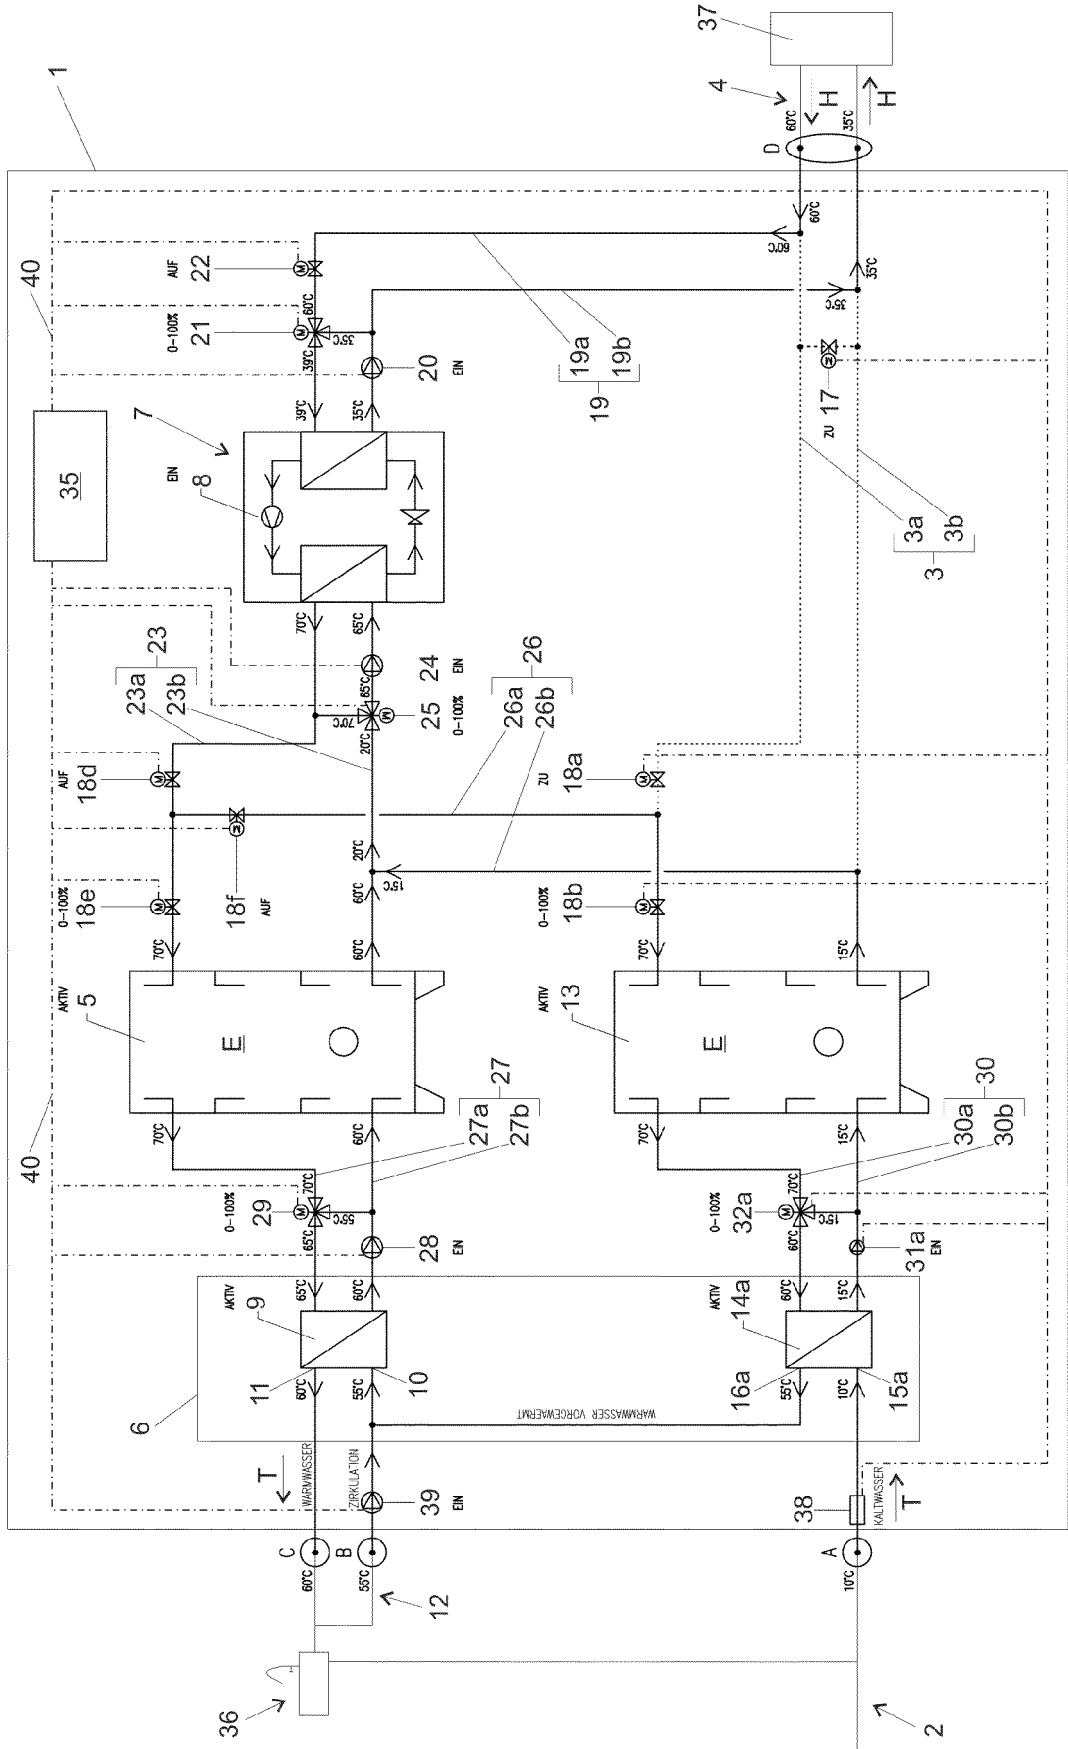 40
40
1
35
0-100%
18e
AUF
18d
AKTIV
5
E
70°C
70°C
18f
AUF
23
23a
23b
7
EIN
8
0-100%
21
AUF
22
36
60°C
C
T
WARMWASSER
6
60°C
11
AKTIV
9
65°C
65°C
0-100%
29
70°C
55°C
70°C
70°C
65°C
39°C
39°C
60°C
35°C
55°C
B
ZIRKULATION
39
EIN
55°C
10
60°C
28
EIN
60°C
60°C
60°C
20°C
20°C
15°C
65°C
24
EIN
25
0-100%
35°C
20
EIN
12
27
27a
27b
26
26a
26b
19a
19b
19
WARMWASSER VORGEWAERMT
0-100%
18b
ZU
18a
AKTIV
13
E
70°C
70°C
AKTIV
14a
16a
55°C
60°C
60°C
0-100%
32a
70°C
15°C
60°C
60°C
D
60°C
4
H
37
10°C
A
38
KALTWASSER
T
10°C
15a
15°C
31a
EIN
15°C
15°C
35°C
35°C
35°C
H
17
ZU
30
30a
30b
3a
3b
3
2